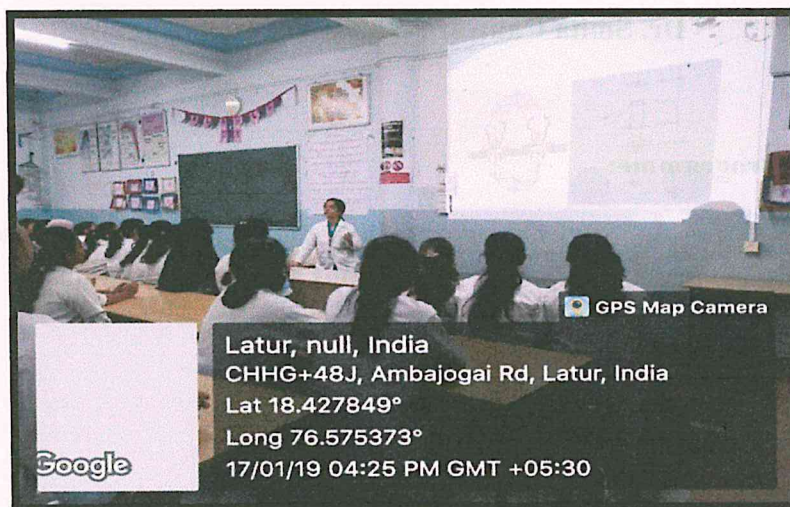 GPS Map Camera
Latur, null, India
CHHG+48J, Ambajogai Rd, Latur, India
Lat 18.427849°
Long 76.575373°
17/01/19 04:25 PM GMT +05:30
Google